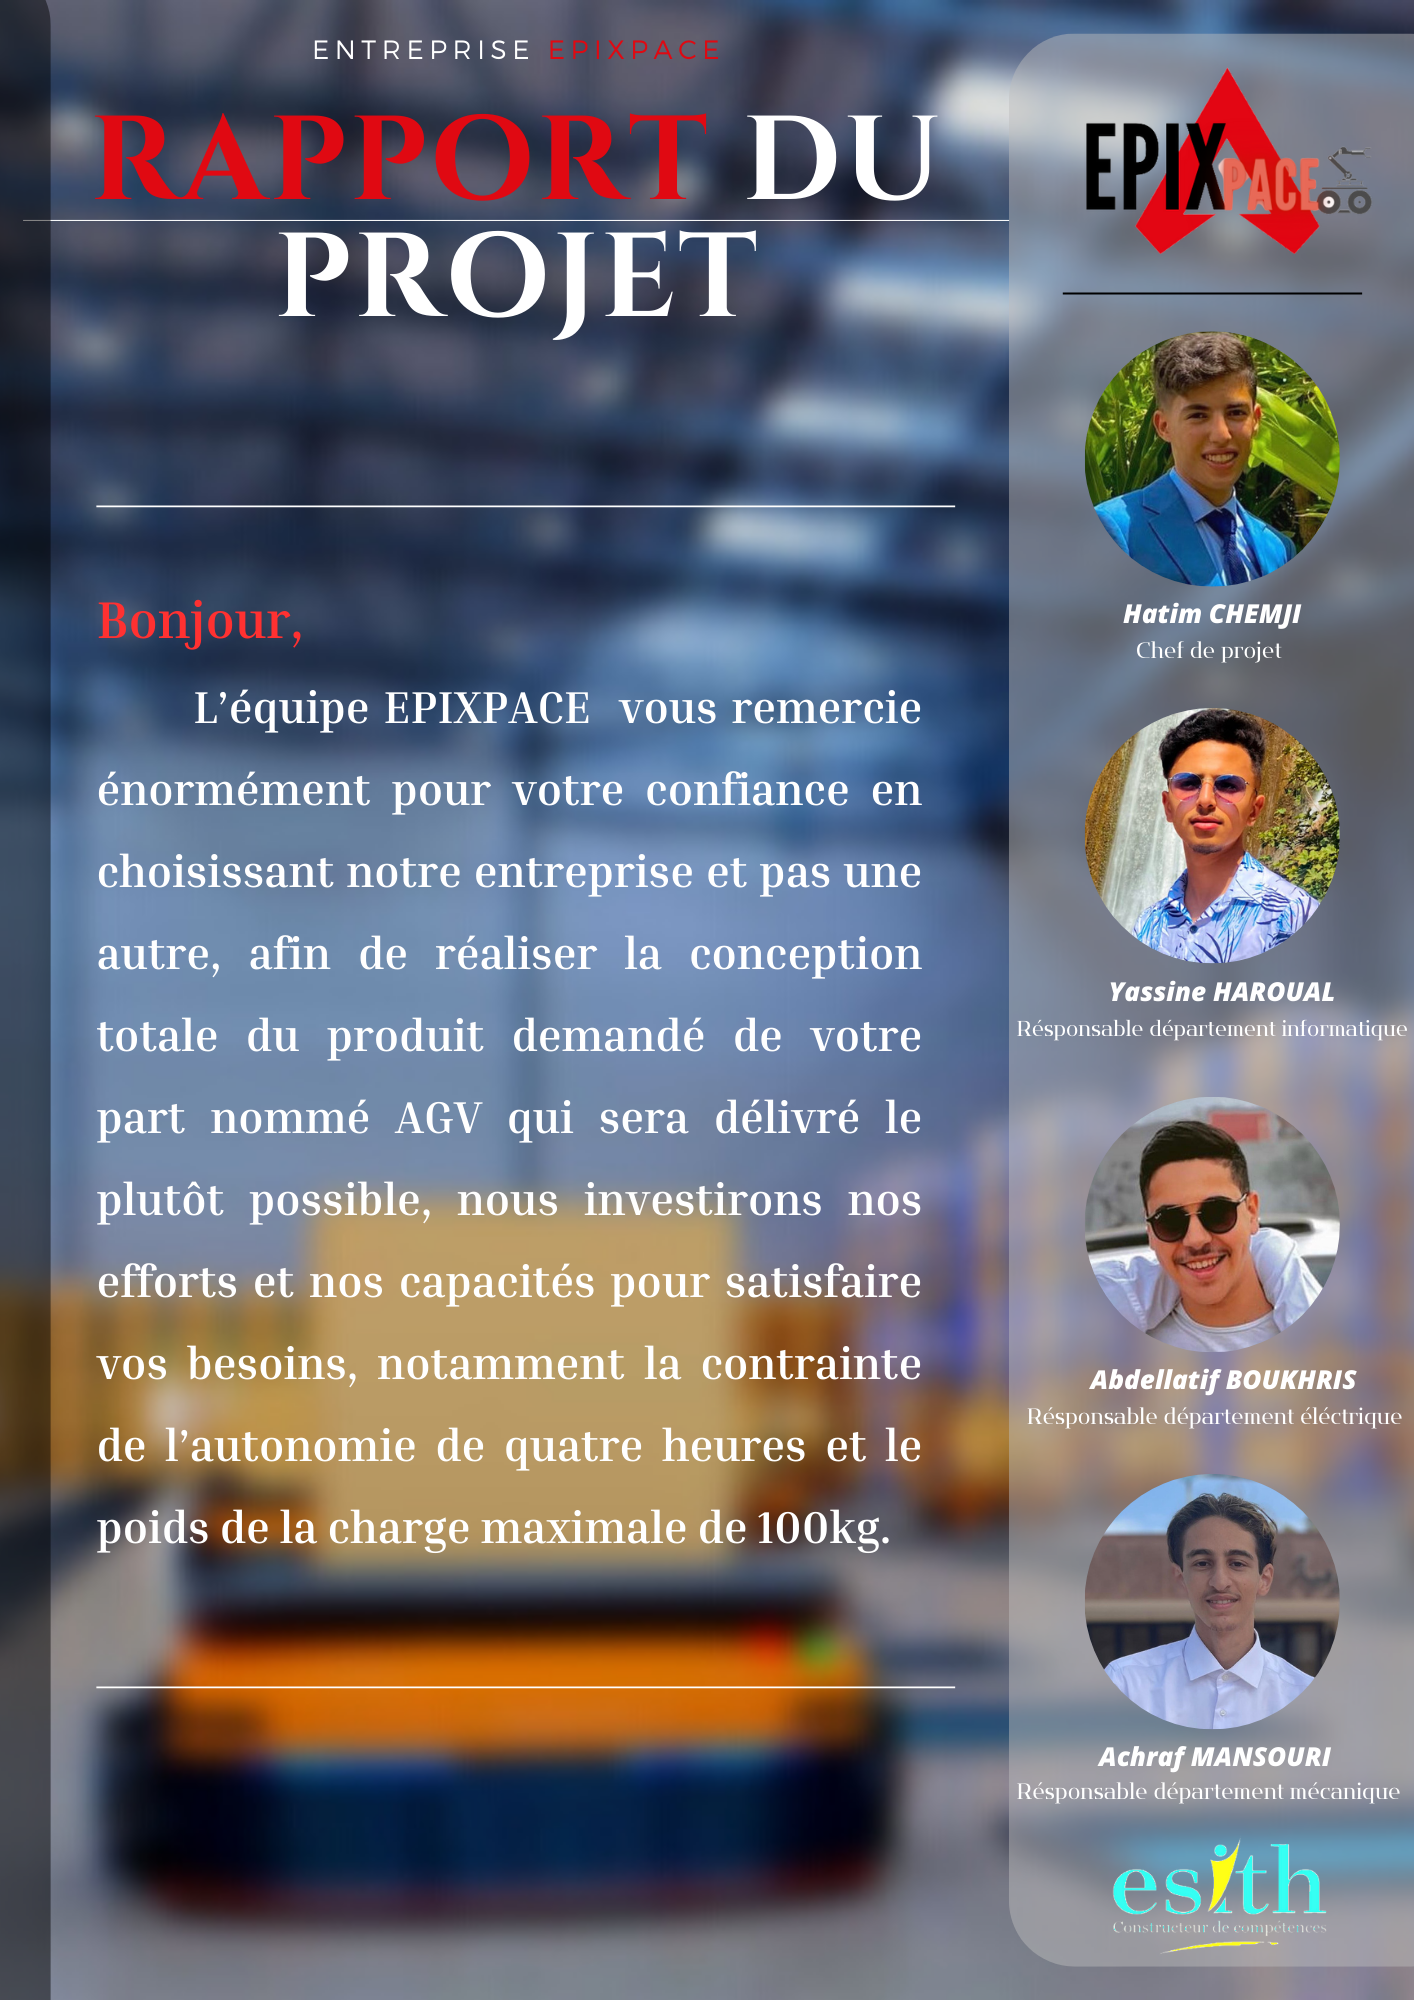 ENTREPRISE EPIXPACE
RAPPORT DU
PROJET
Bonjour,
L’équipe EPIXPACE vous remercie
énormément pour votre confiance en
choisissant notre entreprise et pas une
autre, afin de réaliser la conception
totale du produit demandé de votre
part nommé AGV qui sera délivré le
plutôt possible, nous investirons nos
efforts et nos capacités pour satisfaire
vos besoins, notamment la contrainte
de l’autonomie de quatre heures et le
poids de la charge maximale de 100kg.
EPIXPACE
Hatim CHEMJI
Chef de projet
Yassine HAROUAL
Résponsable département informatique
Abdellatif BOUKHRIS
Résponsable département éléctrique
Achraf MANSOURI
Résponsable département mécanique
esith
Constructeur de compétences